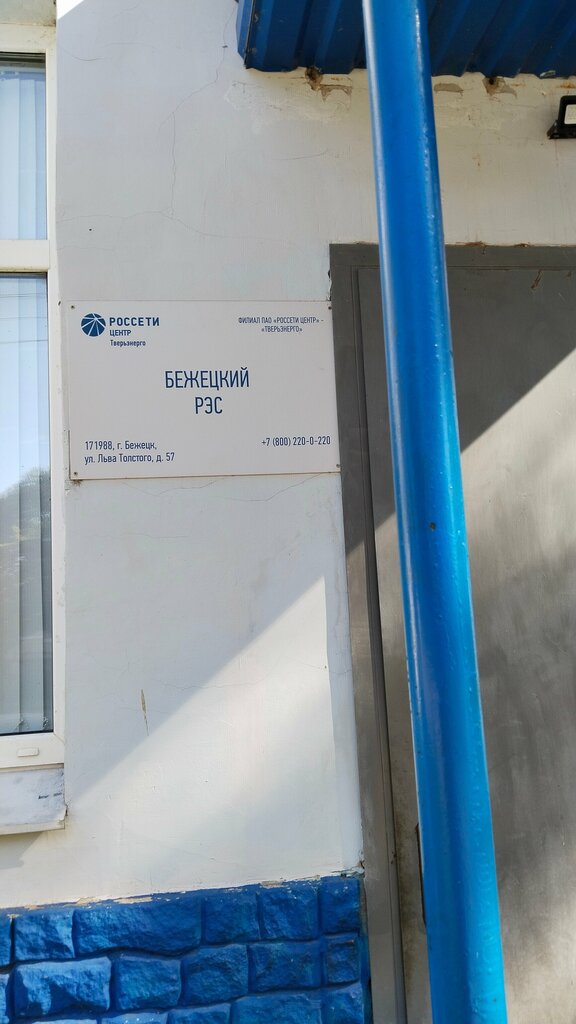 РОССЕТИ
ЦЕНТР
Тверьэнерго
ФИЛИАЛ ПАО «РОССЕТИ ЦЕНТР» –
«ТВЕРЬЭНЕРГО»
БЕЖЕЦКИЙ
РЭС
171988, г. Бежецк,
ул. Льва Толстого, д. 57
+7 (800) 220-0-220